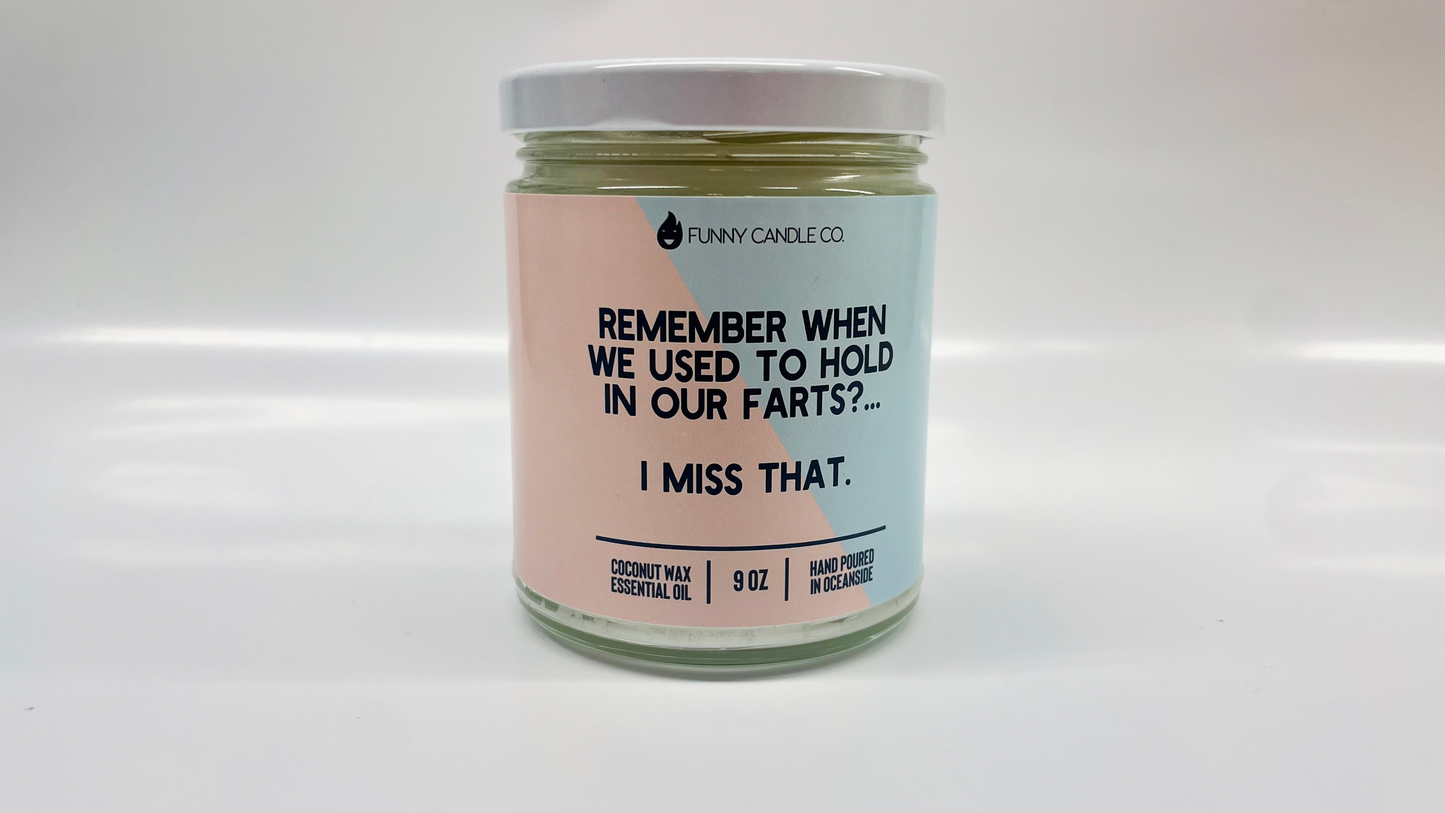 FUNNY CANDLE CO.
REMEMBER WHEN
WE USED TO HOLD
IN OUR FARTS?...
I MISS THAT.
COCONUT WAX
ESSENTIAL OIL
9 OZ
HAND POURED
IN OCEANSIDE